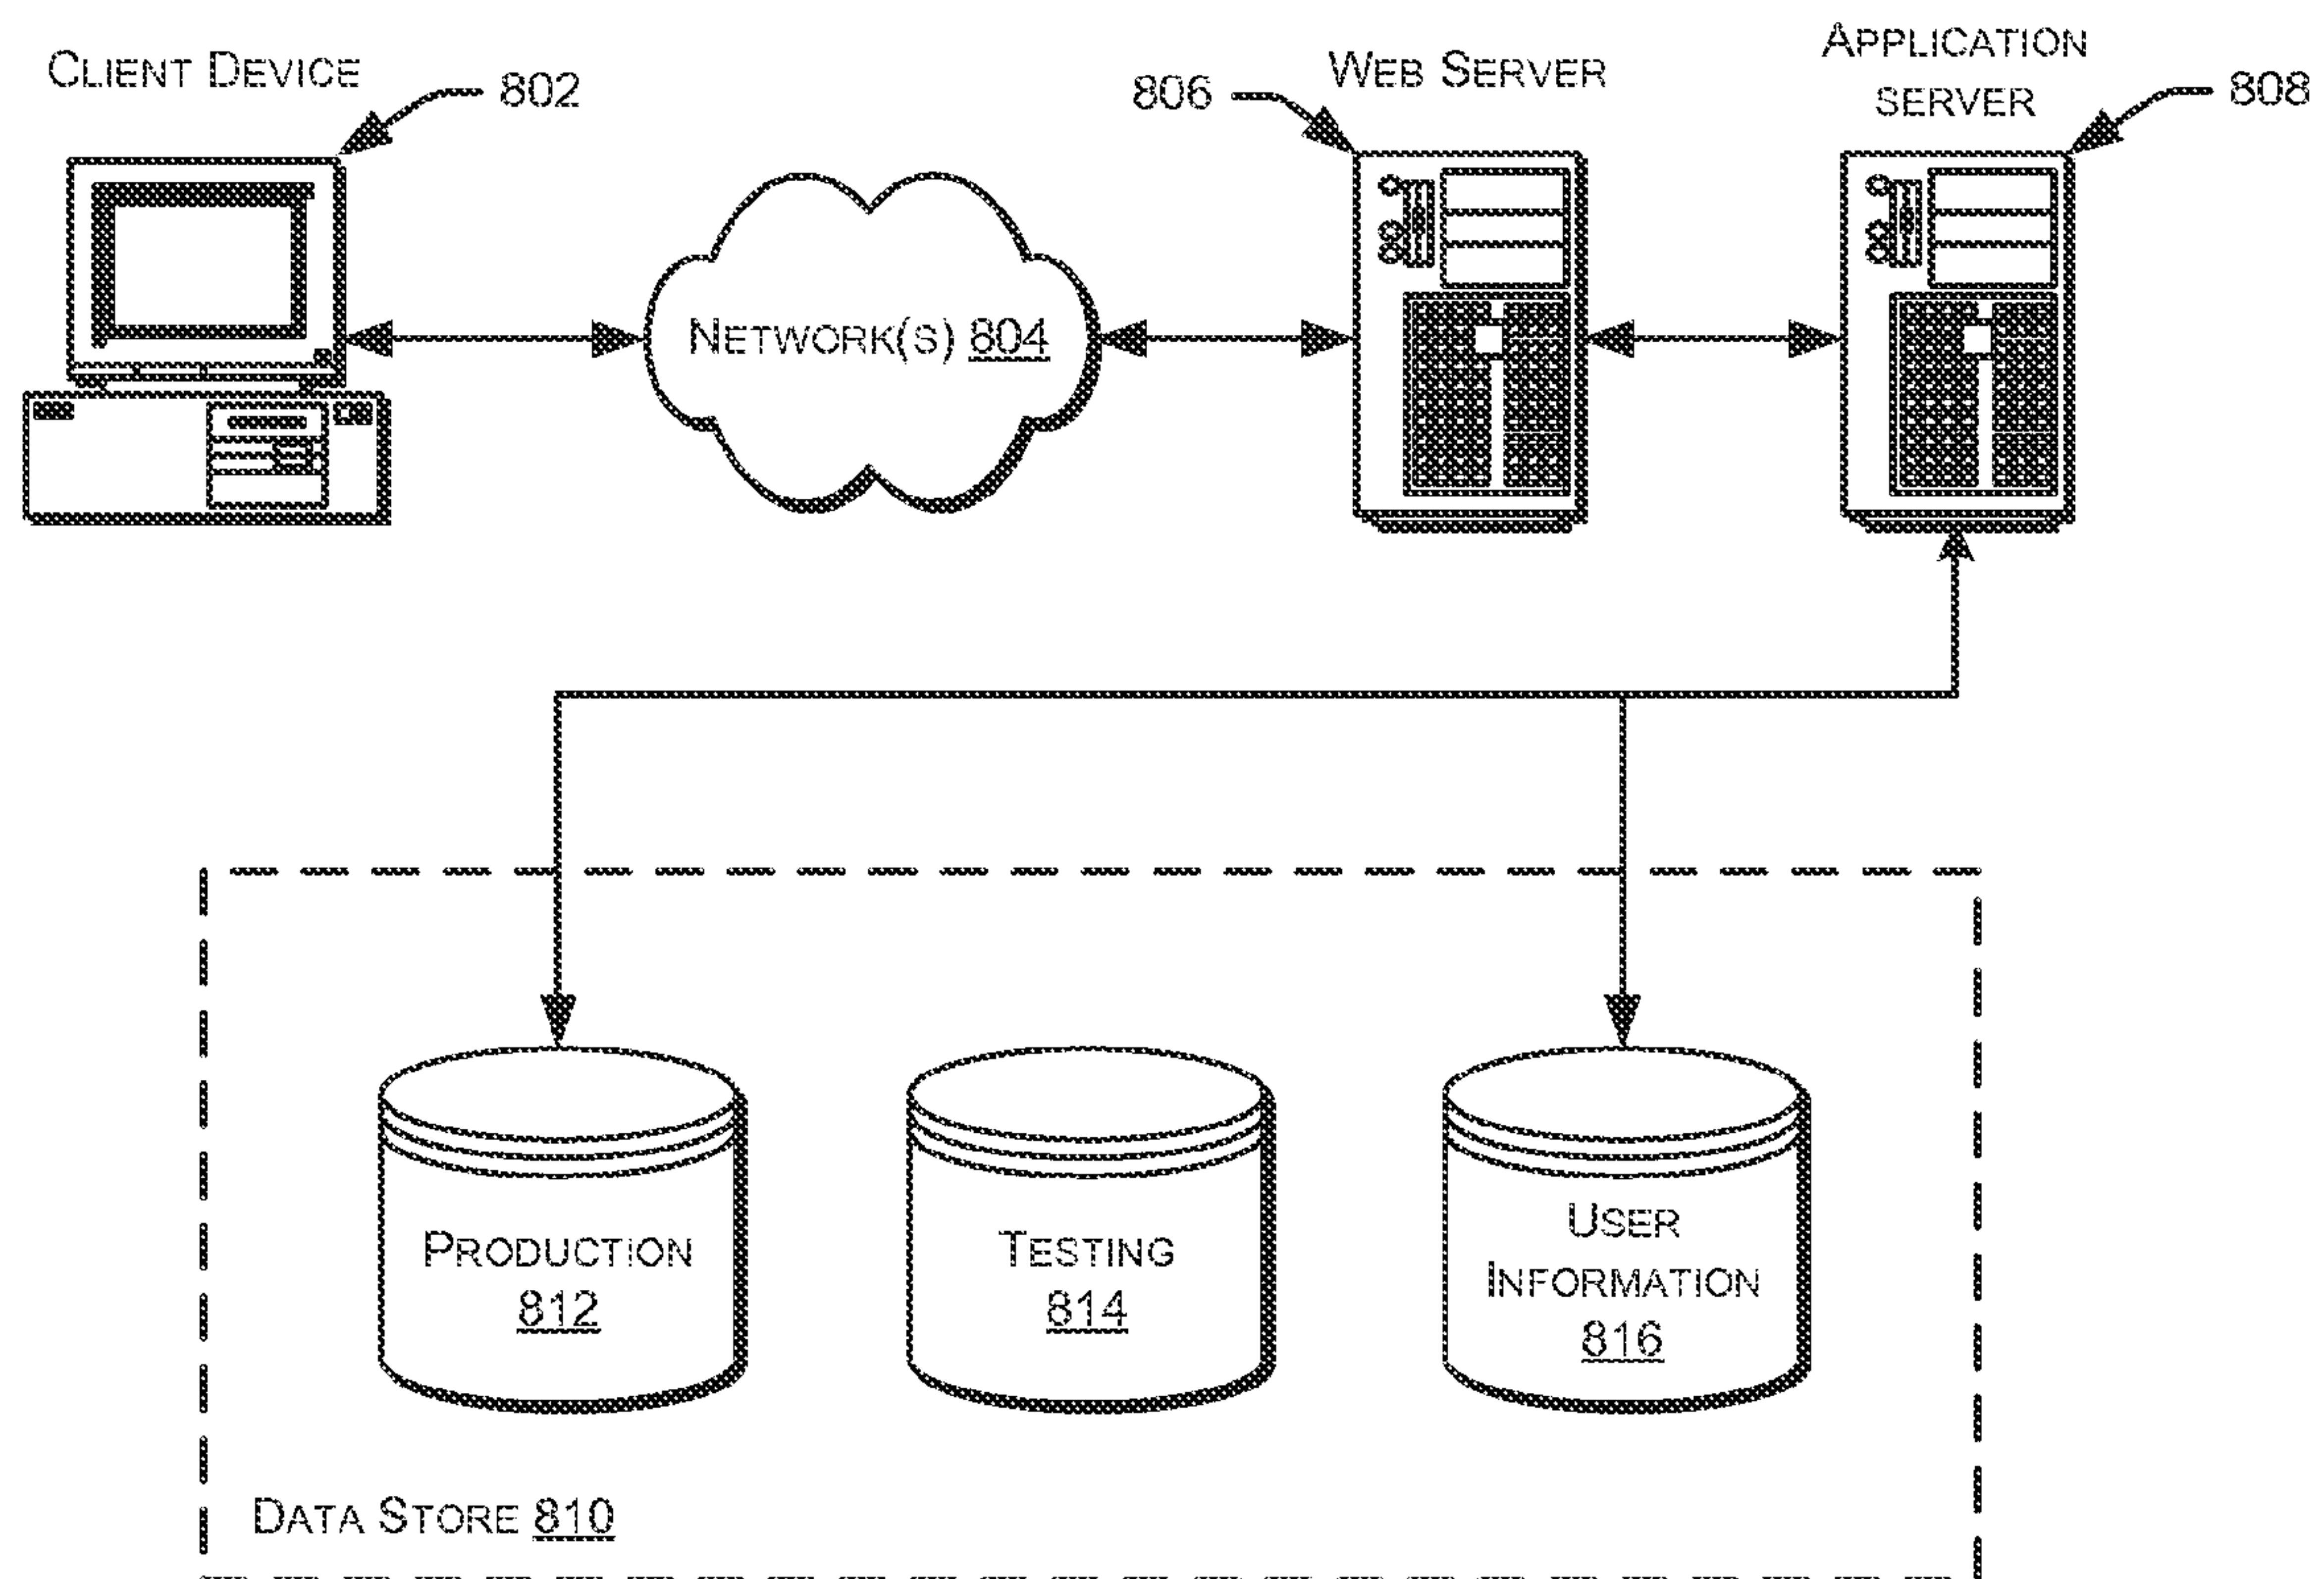 CLIENT DEVICE
802
806
WEB SERVER
APPLICATION
SERVER
808
NETWORK(S) 804
PRODUCTION
812
TESTING
814
USER
INFORMATION
816
DATA STORE 810